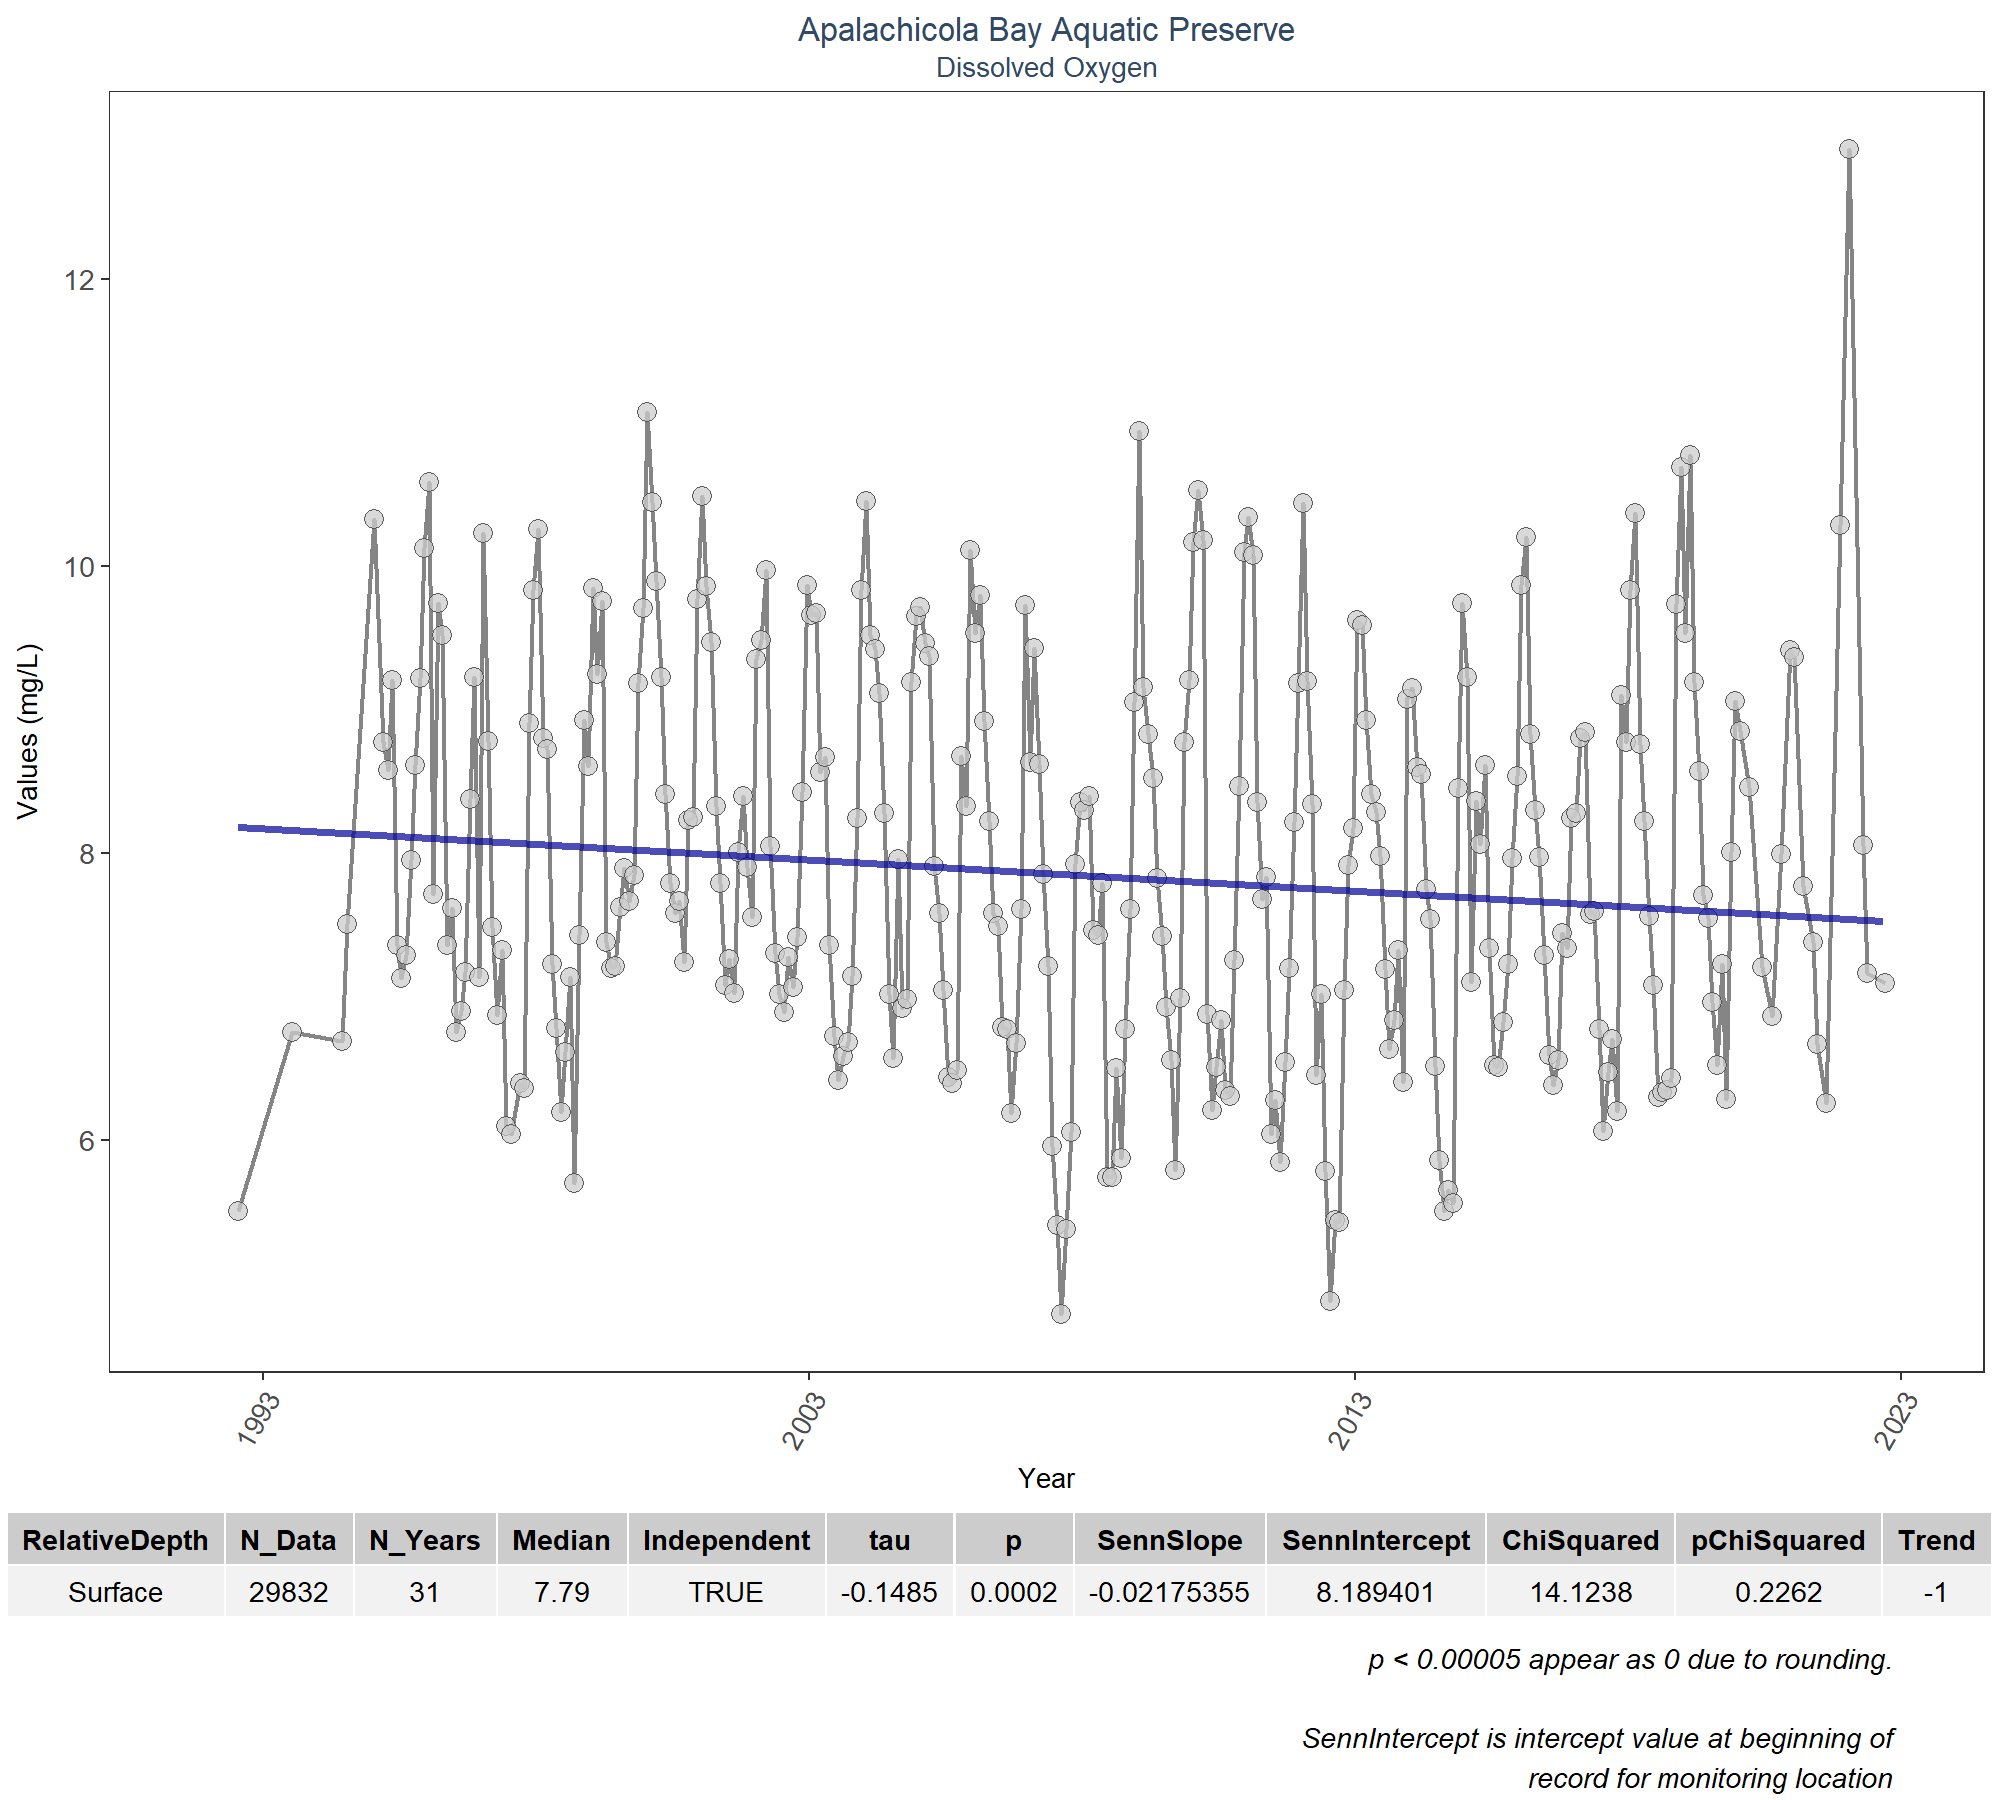 Apalachicola Bay Aquatic Preserve
Dissolved Oxygen
Values (mg/L)
12
10
8
6
1993
2003
2013
2023
Year
RelativeDepth N_Data N_Years Median Independent tau p SennSlope SennIntercept ChiSquared pChiSquared Trend
Surface 29832 31 7.79 TRUE -0.1485 0.0002 -0.02175355 8.189401 14.1238 0.2262 -1
p < 0.00005 appear as 0 due to rounding.
SennIntercept is intercept value at beginning of
record for monitoring location